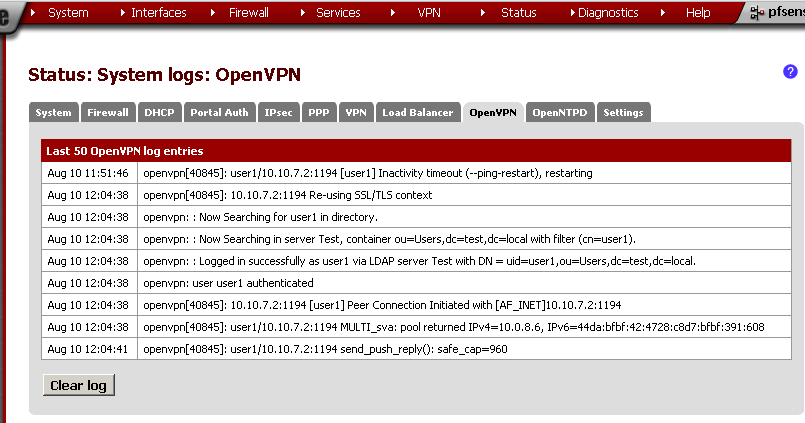 System Interfaces Firewall Services VPN Status Diagnostics Help pfsens
Status: System logs: OpenVPN
?
System Firewall DHCP Portal Auth IPsec PPP VPN Load Balancer OpenVPN OpenNTPD Settings
Last 50 OpenVPN log entries
Aug 10 11:51:46 openvpn[40845]: user1/10.10.7.2:1194 [user1] Inactivity timeout (--ping-restart), restarting
Aug 10 12:04:38 openvpn[40845]: 10.10.7.2:1194 Re-using SSL/TLS context
Aug 10 12:04:38 openvpn: : Now Searching for user1 in directory.
Aug 10 12:04:38 openvpn: : Now Searching in server Test, container ou=Users,dc=test,dc=local with filter (cn=user1).
Aug 10 12:04:38 openvpn: : Logged in successfully as user1 via LDAP server Test with DN = uid=user1,ou=Users,dc=test,dc=local.
Aug 10 12:04:38 openvpn: user user1 authenticated
Aug 10 12:04:38 openvpn[40845]: 10.10.7.2:1194 [user1] Peer Connection Initiated with [AF_INET]10.10.7.2:1194
Aug 10 12:04:38 openvpn[40845]: user1/10.10.7.2:1194 MULTI_sva: pool returned IPv4=10.0.8.6, IPv6=44da:bfbf:42:4728:c8d7:bfbf:391:608
Aug 10 12:04:41 openvpn[40845]: user1/10.10.7.2:1194 send_push_reply(): safe_cap=960
Clear log